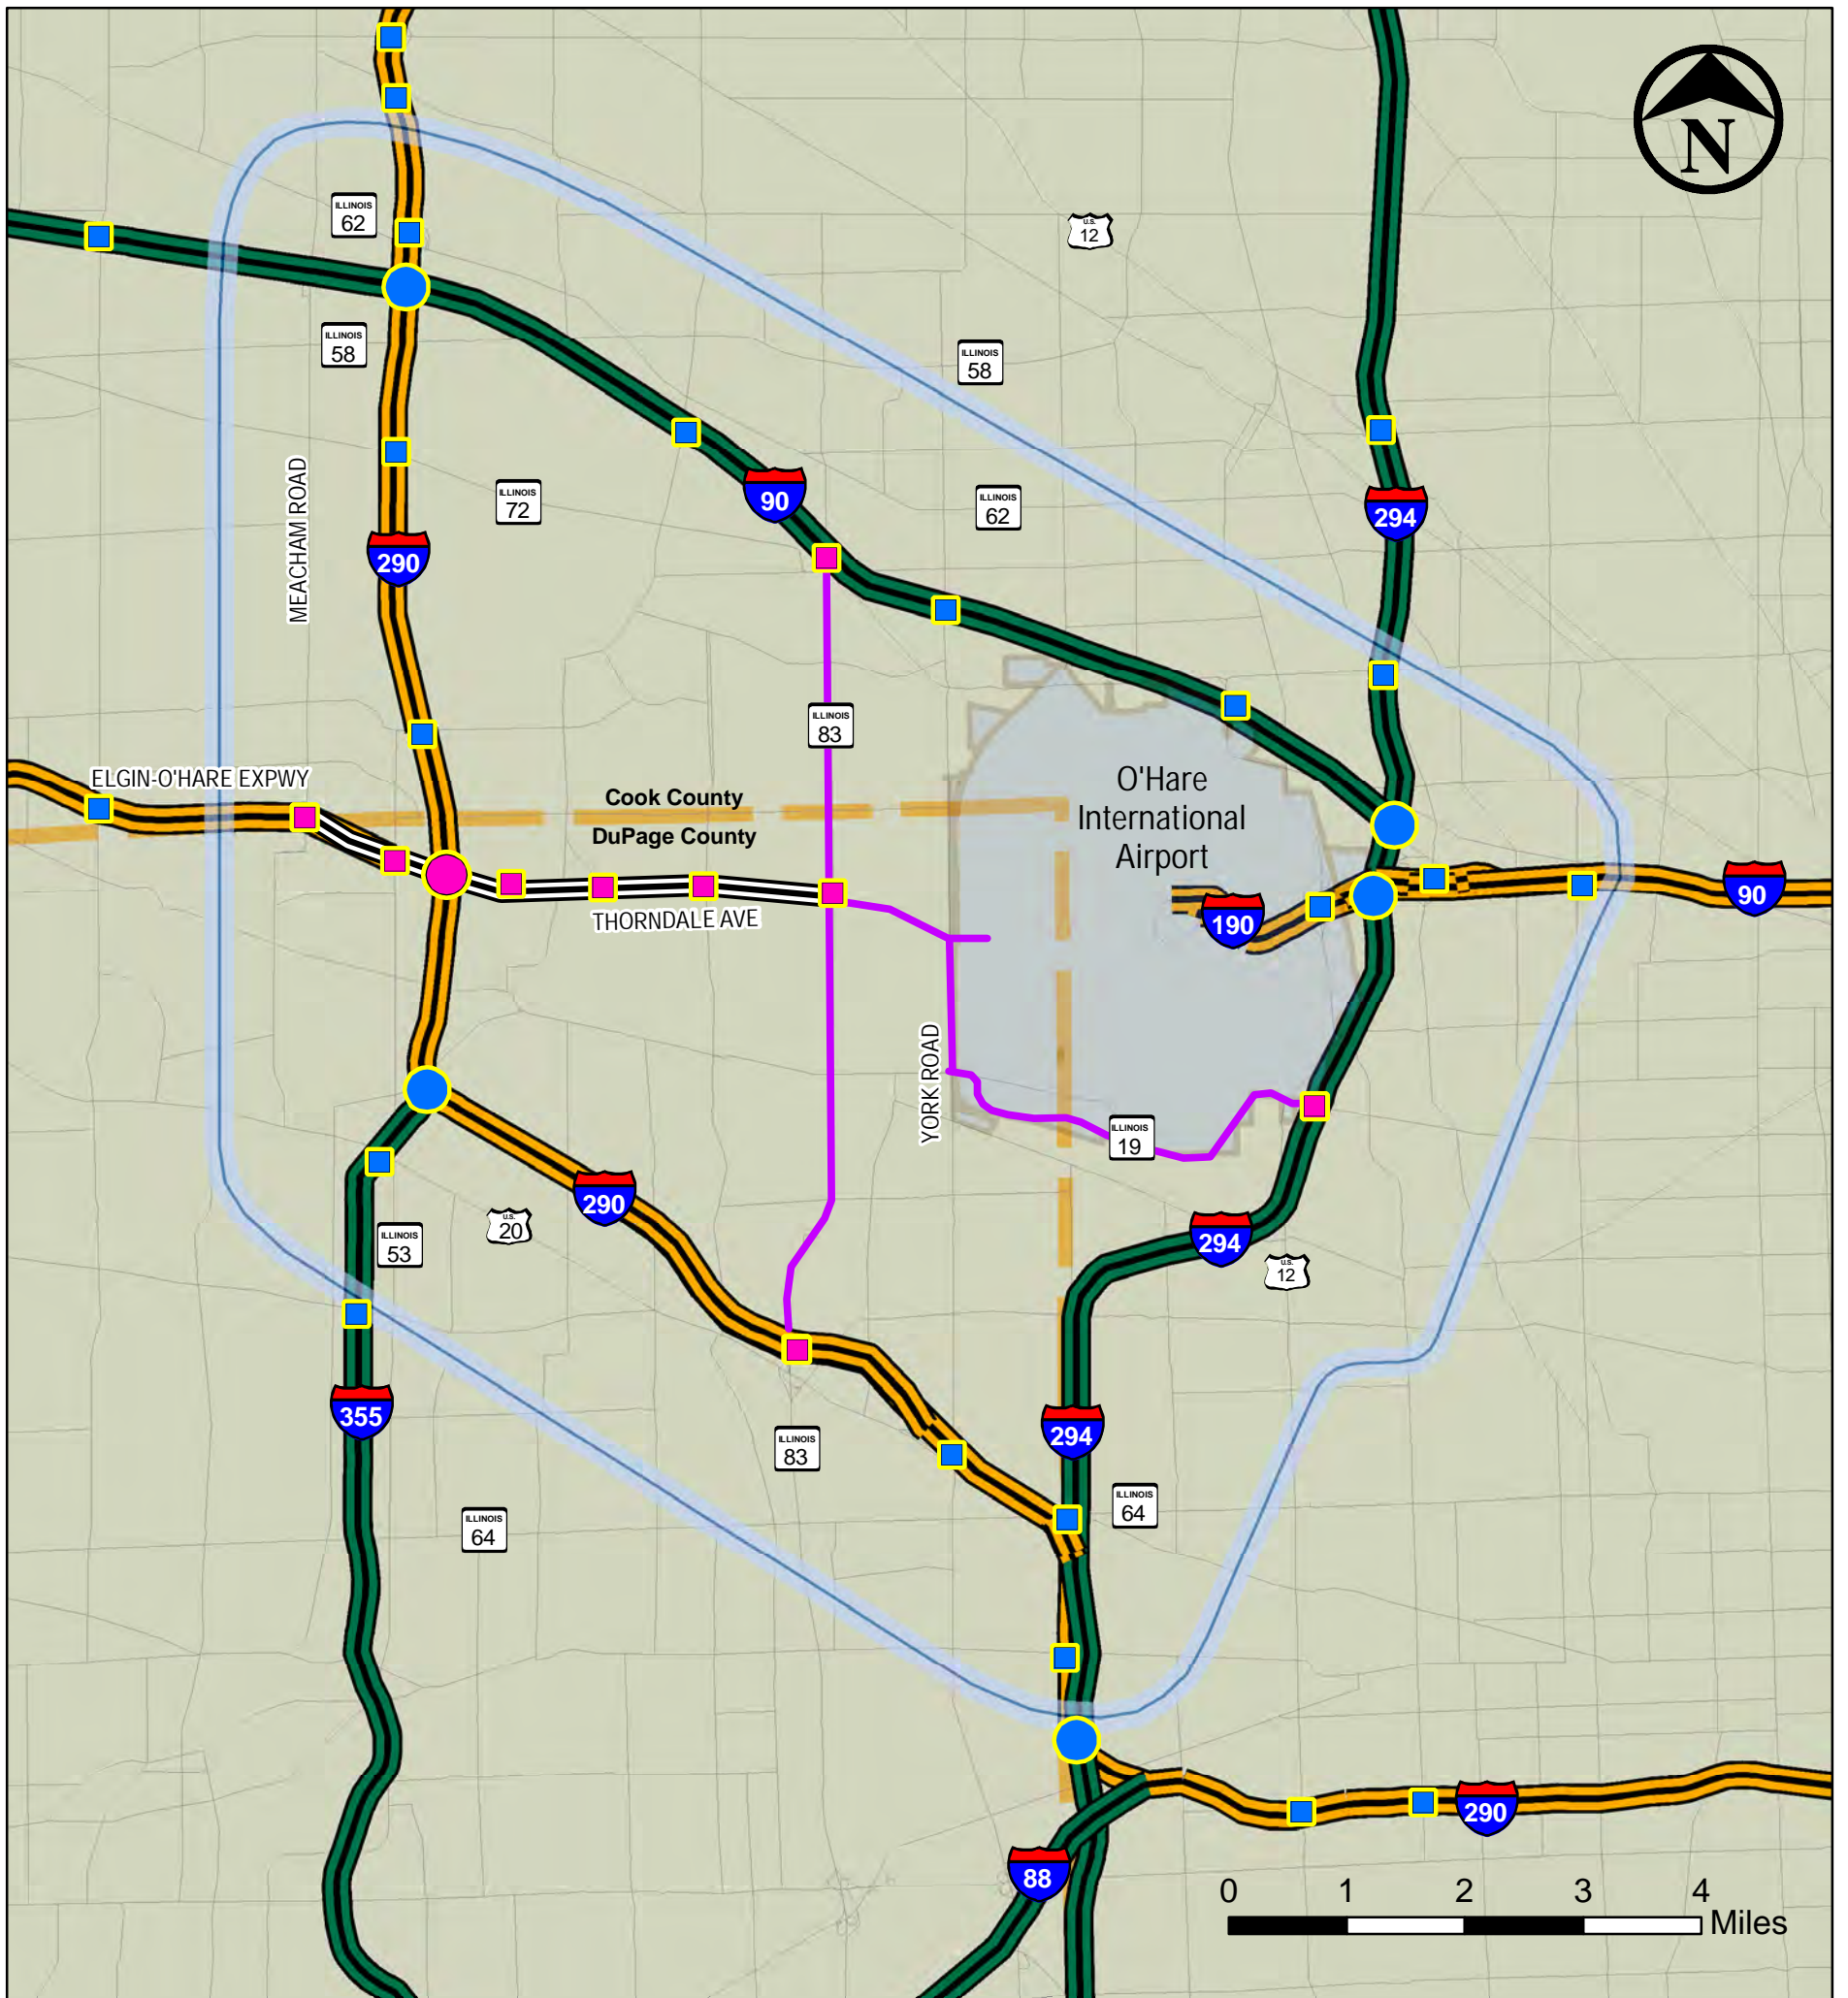 N
ILLINOIS
62
U.S.
12
ILLINOIS
58
ILLINOIS
58
MEACHAM ROAD
ILLINOIS
72
90
ILLINOIS
62
294
290
ILLINOIS
83
ELGIN-O'HARE EXPWY
Cook County
DuPage County
O'Hare
International
Airport
THORNDALE AVE
190
90
YORK ROAD
ILLINOIS
19
290
U.S.
20
ILLINOIS
53
294
U.S.
12
355
294
ILLINOIS
83
ILLINOIS
64
ILLINOIS
64
290
88
0 1 2 3 4
Miles